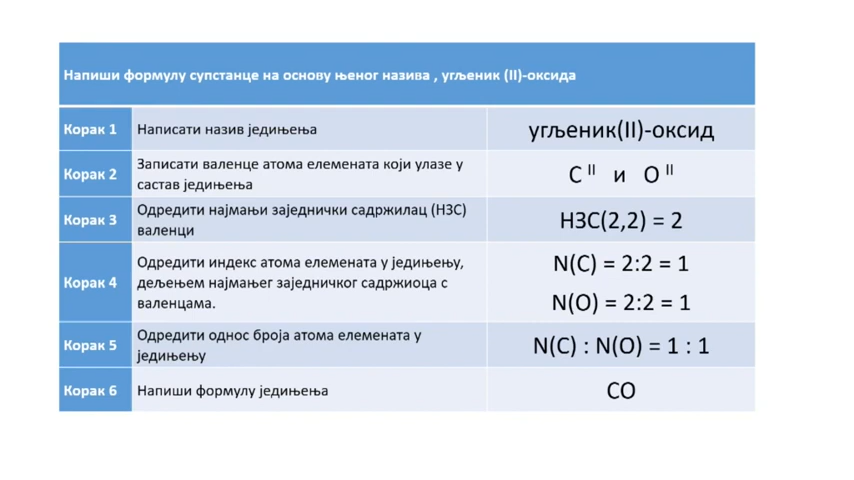 Напиши формулу супстанце на основу њеног назива , угљеник (II)-оксида
Корак 1
Написати назив једињења
угљеник(II)-оксид
Корак 2
Записати валенце атома елемената који улазе у
састав једињења
C II и O II
Корак 3
Одредити најмањи заједнички садржилац (НЗС)
валенци
НЗС(2,2) = 2
Корак 4
Одредити индекс атома елемената у једињењу,
дељењем најмањег заједничког садржиоца с
валенцама.
N(C) = 2:2 = 1
N(O) = 2:2 = 1
Корак 5
Одредити однос броја атома елемената у
једињењу
N(C) : N(O) = 1 : 1
Корак 6
Напиши формулу једињења
CO